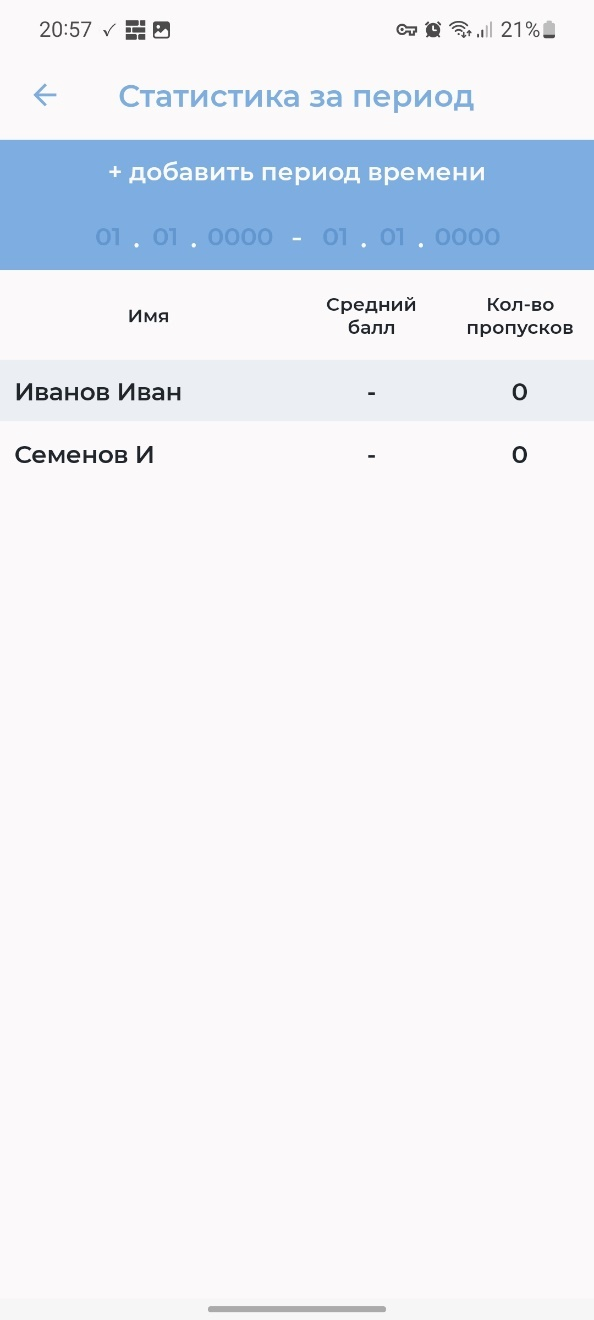 20:57 21%
Статистика за период
+ добавить период времени
01 . 01 . 0000 - 01 . 01 . 0000
Имя Средний балл Кол-во пропусков
Иванов Иван - 0
Семенов И - 0